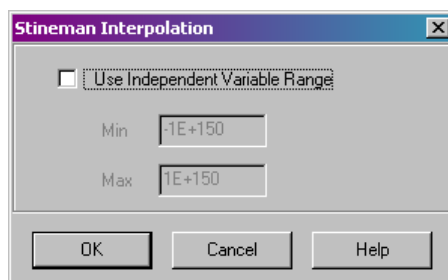 Stineman Interpolation
Use Independent Variable Range
Min -1E+150
Max 1E+150
OK Cancel Help